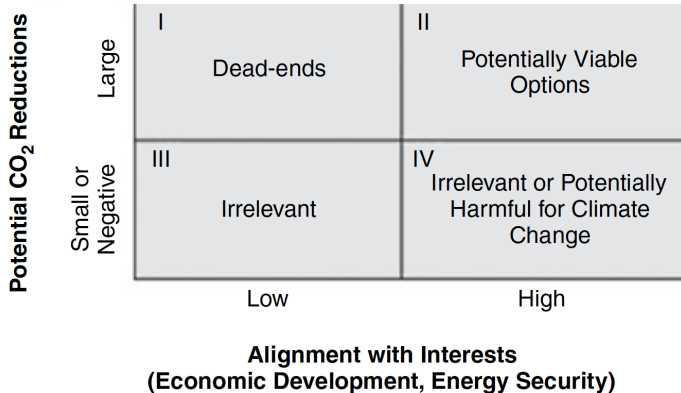 Potential CO2 Reductions
Large
Small or
Negative
I
Dead-ends
II
Potentially Viable
Options
III
Irrelevant
IV
Irrelevant or Potentially
Harmful for Climate
Change
Low
High
Alignment with Interests
(Economic Development, Energy Security)